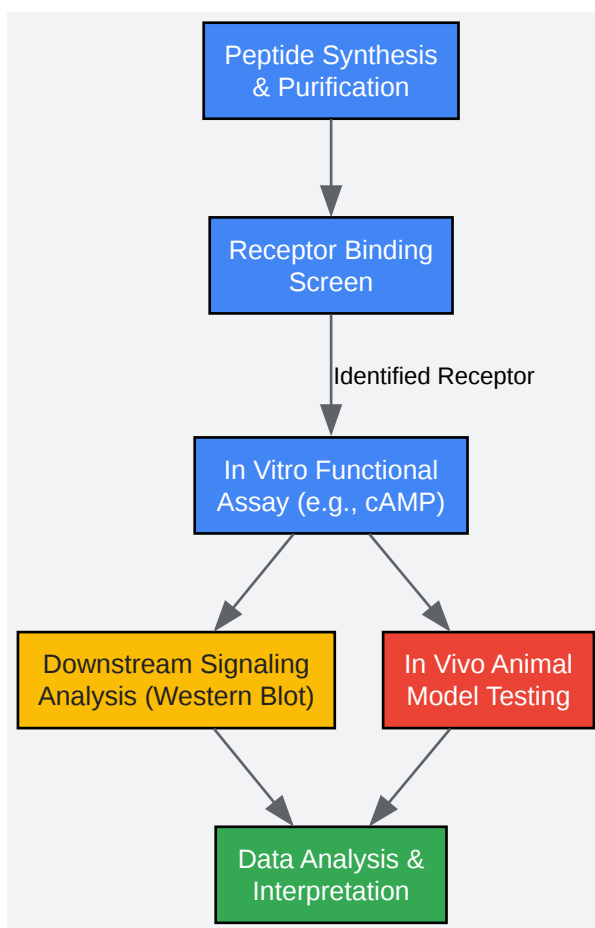 Peptide Synthesis
& Purification
Receptor Binding
Screen
Identified Receptor
In Vitro Functional
Assay (e.g., cAMP)
Downstream Signaling
Analysis (Western Blot)
In Vivo Animal
Model Testing
Data Analysis &
Interpretation